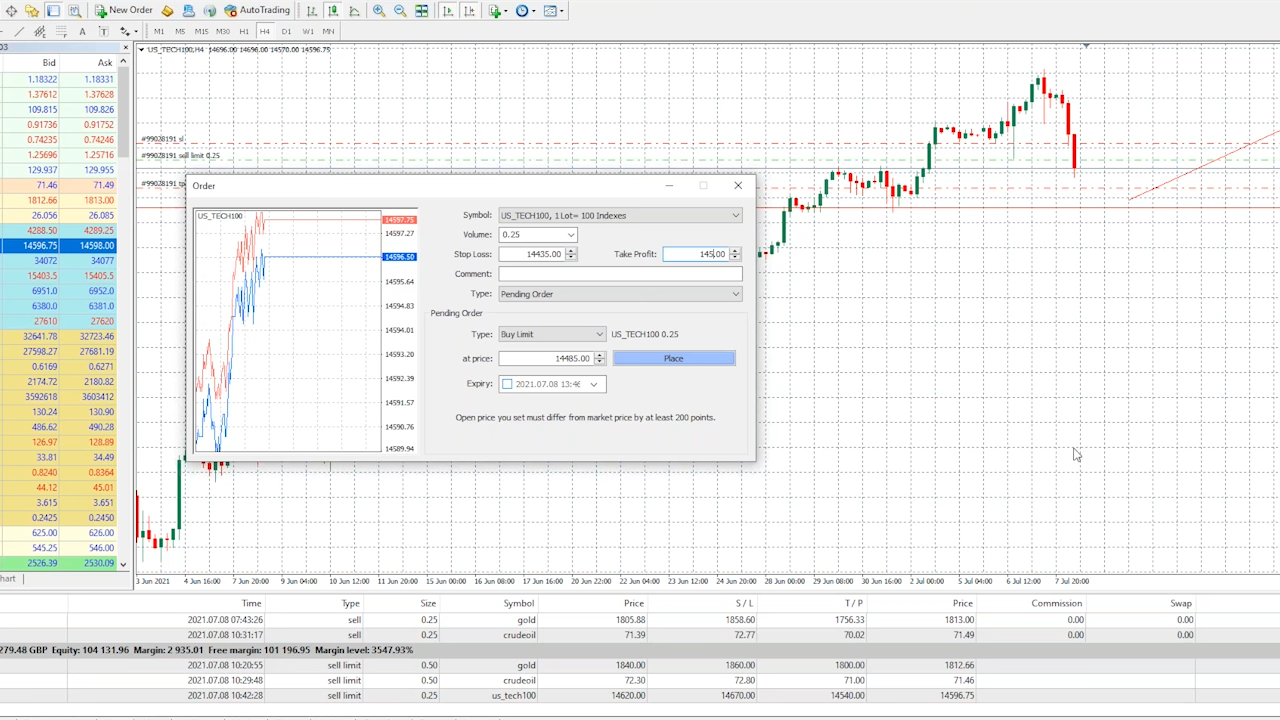 New Order AutoTrading
M1 M5 M15 M30 H1 H4 D1 W1 MN
03
Bid Ask
1.18322 1.18331
1.37612 1.37628
109.815 109.826
0.91736 0.91752
0.74235 0.74246
1.25696 1.25716
129.937 129.955
71.46 71.49
1812.66 1813.00
26.056 26.085
4288.50 4289.25
14596.75 14598.00
34072 34077
15403.5 15405.5
6951.0 6952.0
6380.0 6381.0
27610 27620
32641.78 32723.46
27598.27 27681.19
0.6169 0.6271
2174.72 2180.82
3592618 3603412
130.24 130.90
486.62 490.28
126.97 128.89
33.81 34.49
0.8240 0.8364
44.12 45.01
3.615 3.651
0.2425 0.2450
625.00 626.00
545.25 546.00
2526.39 2530.09
hart
US_TECH100,H4 14696.00 14696.00 14570.00 14596.75
#99028191 sl
#99028191 sell limit 0.25
#99028191 tp
Order
US_TECH100
14597.75
14597.27
14596.50
14595.64
14594.83
14594.01
14593.20
14592.39
14591.57
14590.76
14589.94
Symbol: US_TECH100, 1 Lot= 100 Indexes
Volume: 0.25
Stop Loss: 14435.00 Take Profit: 145.00
Comment:
Type: Pending Order
Pending Order
Type: Buy Limit US_TECH100 0.25
at price: 14485.00 Place
Expiry: 2021.07.08 13:46
Open price you set must differ from market price by at least 200 points.
3 Jun 2021 4 Jun 16:00 7 Jun 20:00 9 Jun 04:00 10 Jun 12:00 11 Jun 20:00 15 Jun 00:00 16 Jun 08:00 17 Jun 16:00 20 Jun 22:00 22 Jun 04:00 23 Jun 12:00 24 Jun 20:00 28 Jun 00:00 29 Jun 08:00 30 Jun 16:00 2 Jul 00:00 5 Jul 04:00 6 Jul 12:00 7 Jul 20:00
Time Type Size Symbol Price S / L T / P Price Commission Swap
2021.07.08 07:43:26 sell 0.25 gold 1805.88 1858.60 1756.33 1813.00 0.00 0.00
2021.07.08 10:31:17 sell 0.25 crudeoil 71.39 72.77 70.02 71.49 0.00 0.00
279.48 GBP Equity: 104 131.96 Margin: 2 935.01 Free margin: 101 196.95 Margin level: 3547.93%
2021.07.08 10:20:55 sell limit 0.50 gold 1840.00 1860.00 1800.00 1812.66
2021.07.08 10:29:48 sell limit 0.50 crudeoil 72.30 72.80 71.00 71.46
2021.07.08 10:42:28 sell limit 0.25 us_tech100 14620.00 14670.00 14540.00 14596.75